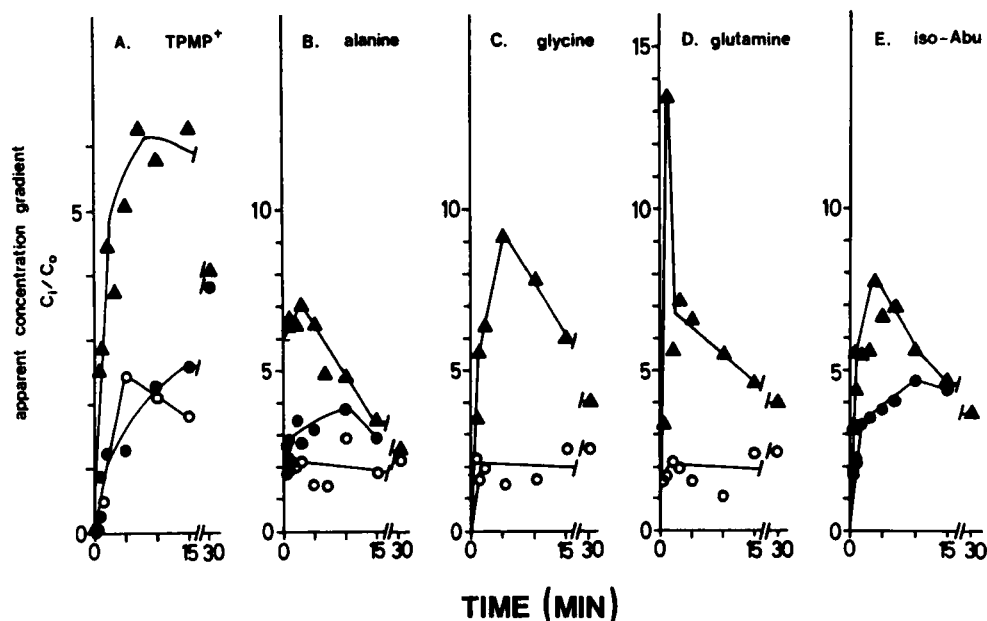 A. TPMP+
B. alanine
C. glycine
D. glutamine
E. iso-Abu
apparent concentration gradient
Ci/Co
5
0
10
5
0
10
5
0
15
10
5
0
10
5
0
0 15 30
0 15 30
0 15 30
0 15 30
0 15 30
TIME (MIN)